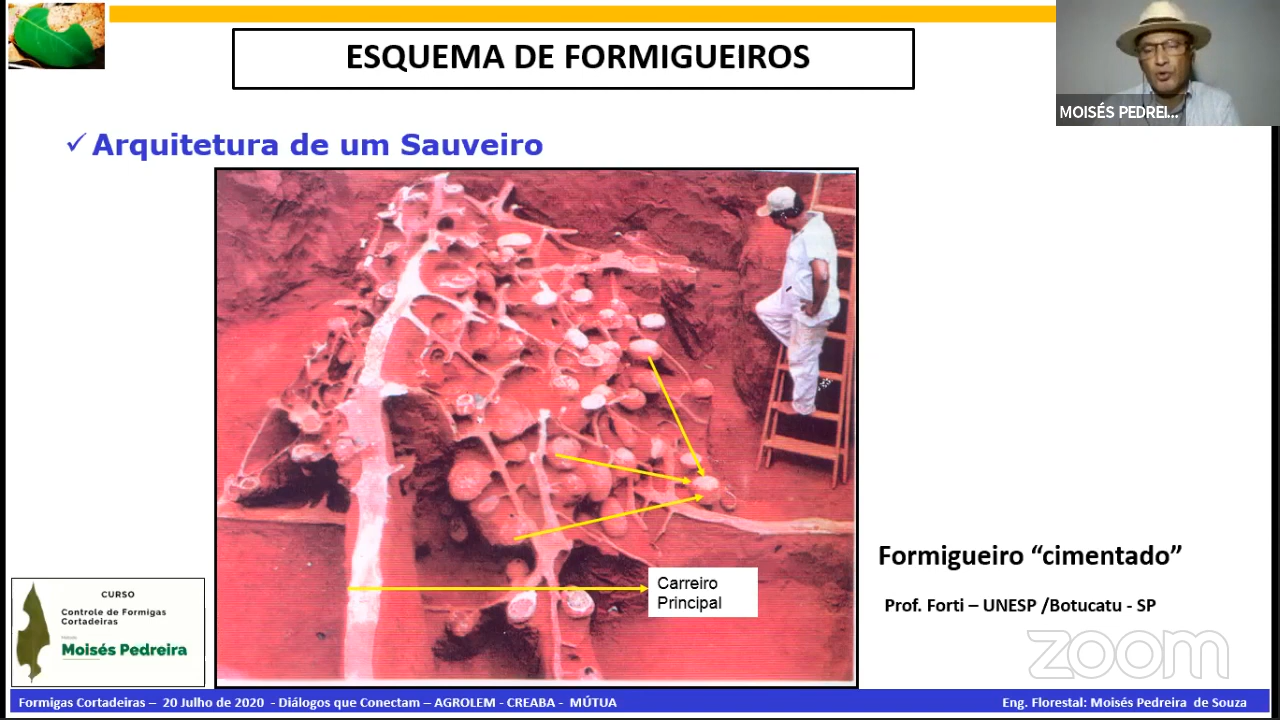 ESQUEMA DE FORMIGUEIROS
MOISÉS PEDREI...
✓ Arquitetura de um Sauveiro
Carreiro
Principal
Formigueiro “cimentado”
Prof. Forti – UNESP /Botucatu - SP
CURSO
Controle de Formigas
Cortadeiras
Moisés Pedreira
zoom
Formigas Cortadeiras – 20 Julho de 2020 - Diálogos que Conectam – AGROLEM - CREABA - MÚTUA
Eng. Florestal: Moisés Pedreira de Souza